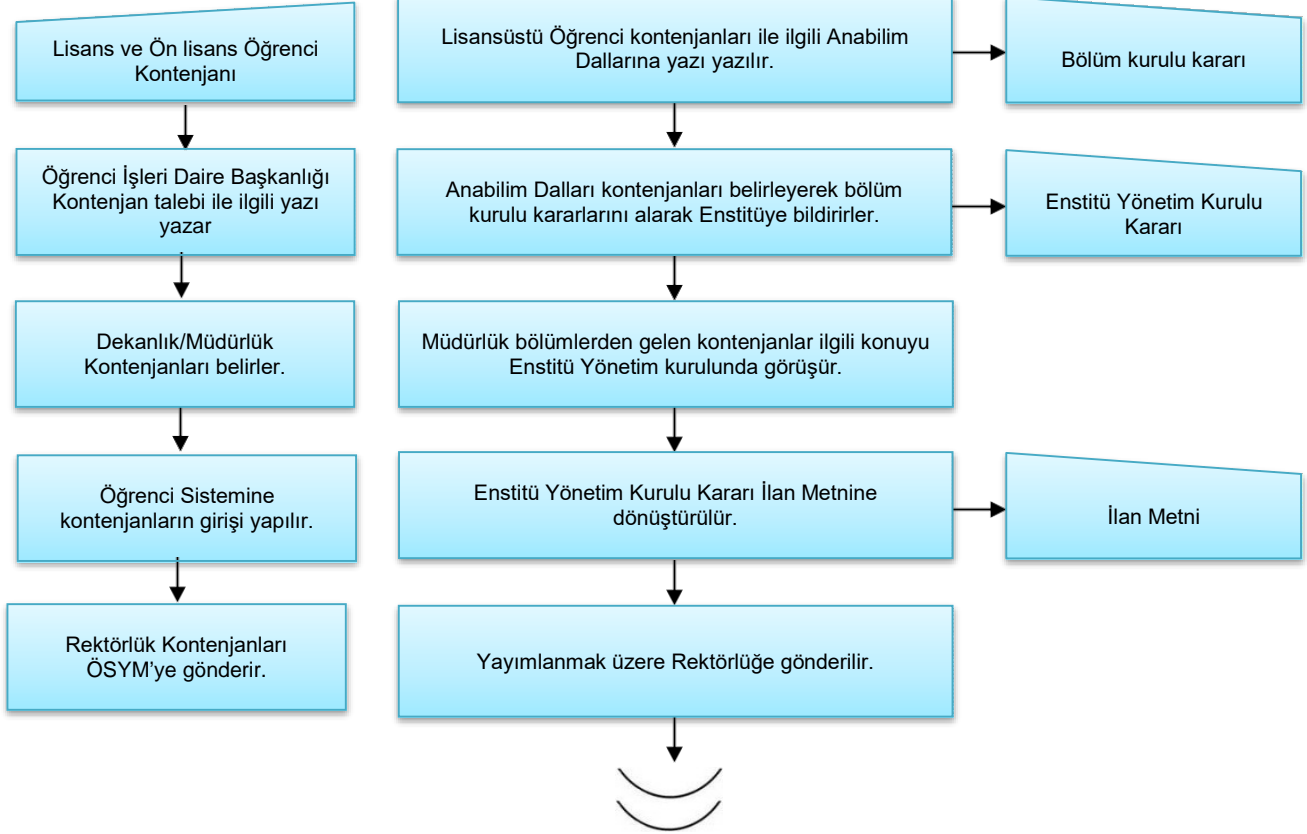 Lisans ve Ön lisans Öğrenci
Kontenjanı
Öğrenci İşleri Daire Başkanlığı
Kontenjan talebi ile ilgili yazı
yazar
Dekanlık/Müdürlük
Kontenjanları belirler.
Öğrenci Sistemine
kontenjanların girişi yapılır.
Rektörlük Kontenjanları
ÖSYM’ye gönderir.
Lisansüstü Öğrenci kontenjanları ile ilgili Anabilim
Dallarına yazı yazılır.
Bölüm kurulu kararı
Anabilim Dalları kontenjanları belirleyerek bölüm
kurulu kararlarını alarak Enstitüye bildirirler.
Enstitü Yönetim Kurulu
Kararı
Müdürlük bölümlerden gelen kontenjanlar ilgili konuyu
Enstitü Yönetim kurulunda görüşür.
Enstitü Yönetim Kurulu Kararı İlan Metnine
dönüştürülür.
İlan Metni
Yayımlanmak üzere Rektörlüğe gönderilir.